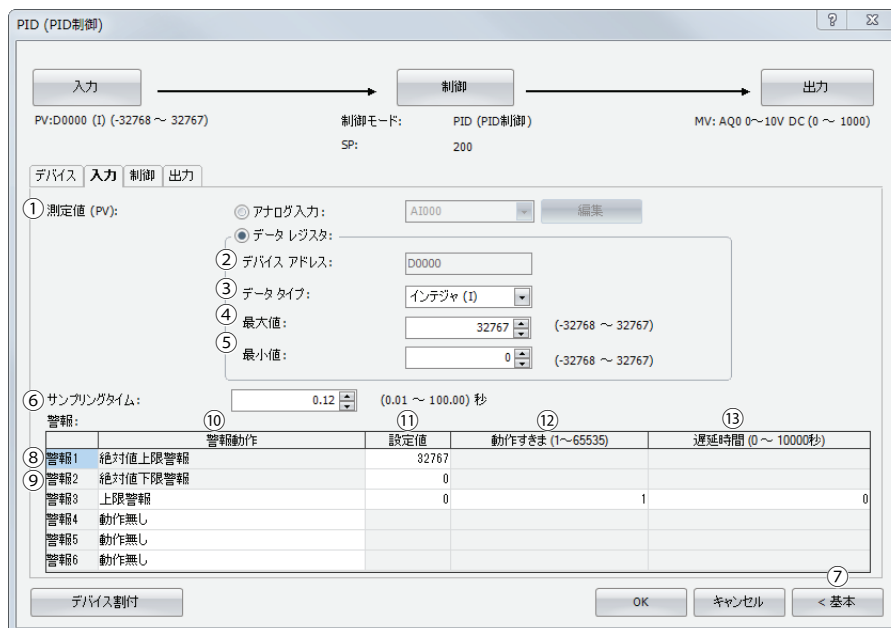 PID (PID制御)
入力 制御 出力
PV:D0000 (I) (-32768 ～ 32767) 制御モード: PID (PID制御) MV: AQ0 0～10V DC (0 ～ 1000)
SP: 200
デバイス 入力 制御 出力
① 測定値 (PV): アナログ入力: AI000 編集
データ レジスタ:
② デバイス アドレス: D0000
③ データ タイプ: インテジャ (I)
④ 最大値: 32767 (-32768 ～ 32767)
⑤ 最小値: 0 (-32768 ～ 32767)
⑥ サンプリングタイム: 0.12 (0.01 ～ 100.00) 秒
警報: ⑩ ⑪ ⑫ ⑬
警報動作 設定値 動作すきま (1～65535) 遅延時間 (0 ～ 10000秒)
⑧ 警報1 絶対値上限警報 32767
⑨ 警報2 絶対値下限警報 0
警報3 上限警報 0 1 0
警報4 動作無し
警報5 動作無し
警報6 動作無し
⑦
デバイス割付 OK キャンセル < 基本